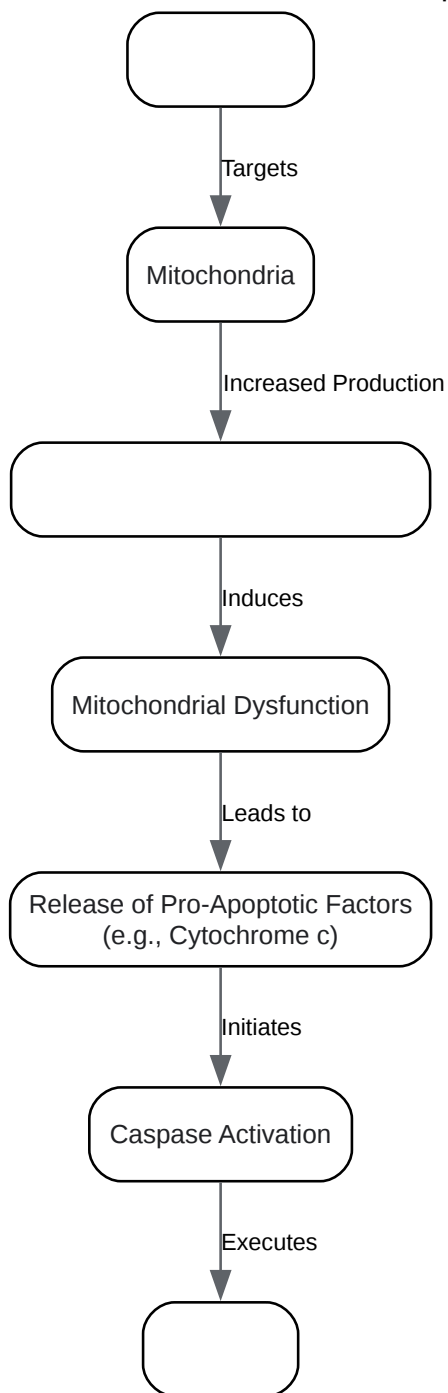 Targets
Mitochondria
Increased Production
Induces
Mitochondrial Dysfunction
Leads to
Release of Pro-Apoptotic Factors
(e.g., Cytochrome c)
Initiates
Caspase Activation
Executes